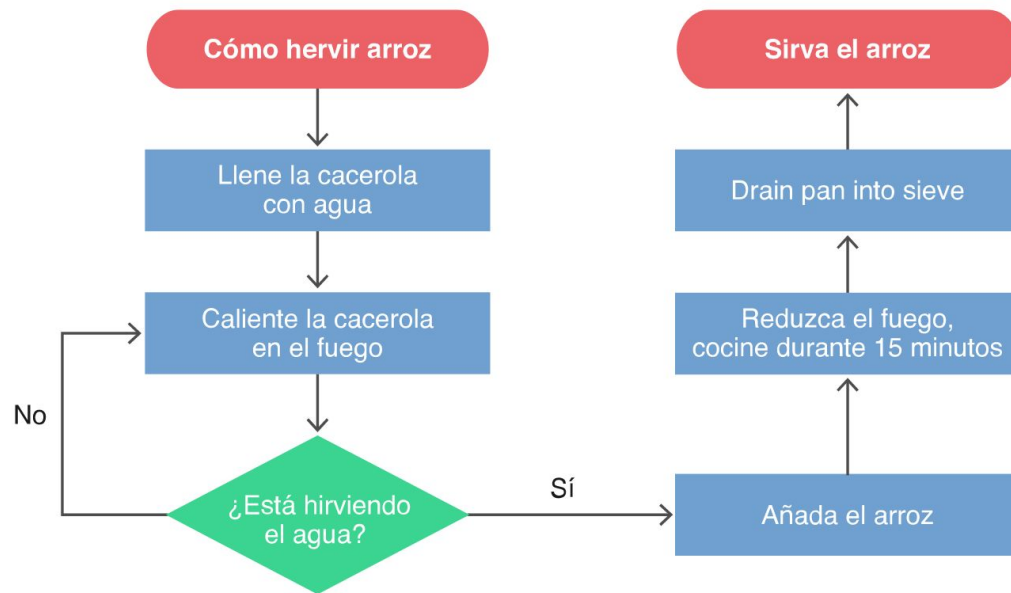 Cómo hervir arroz
Llene la cacerola
con agua
Caliente la cacerola
en el fuego
No
¿Está hirviendo
el agua?
Sí
Añada el arroz
Reduzca el fuego,
cocine durante 15 minutos
Drain pan into sieve
Sirva el arroz